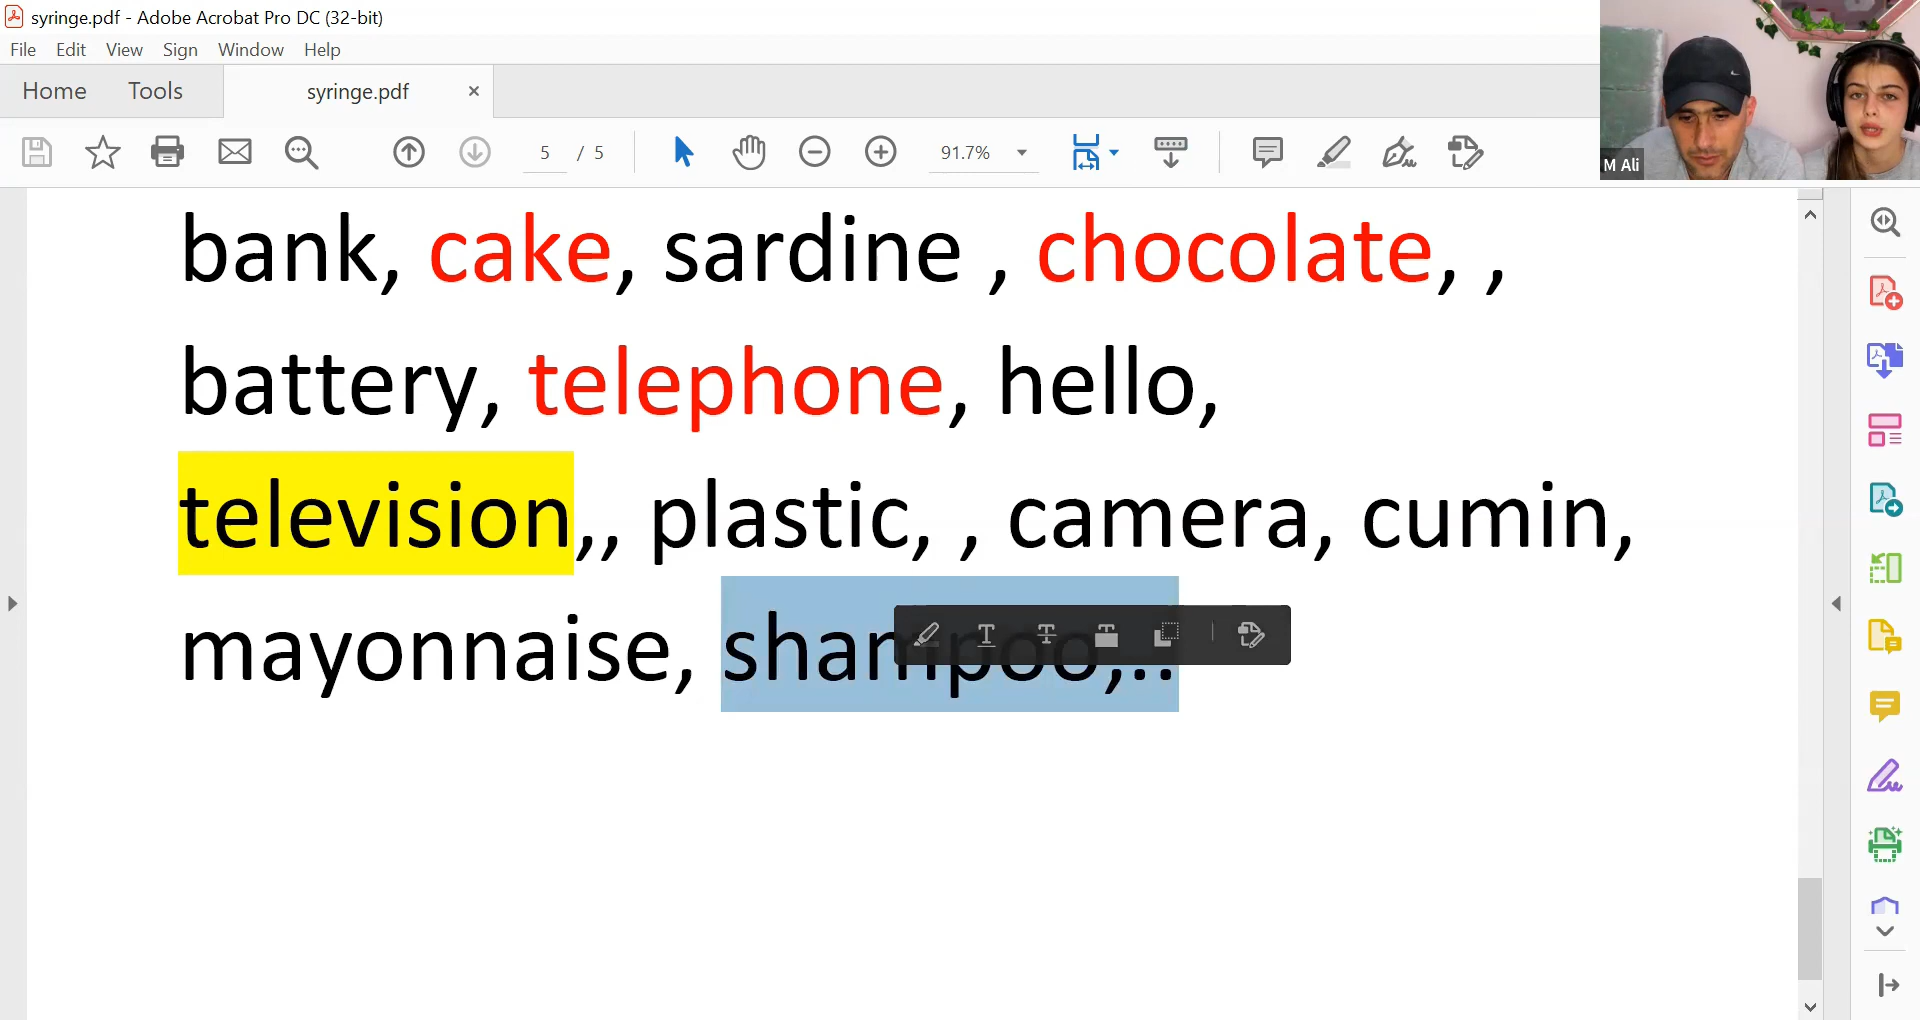 syringe.pdf - Adobe Acrobat Pro DC (32-bit)
File Edit View Sign Window Help
Home Tools syringe.pdf ×
5 / 5 91.7%
M Ali
bank, cake, sardine , chocolate, ,
battery, telephone, hello,
television,, plastic, , camera, cumin,
mayonnaise, shampoo,..